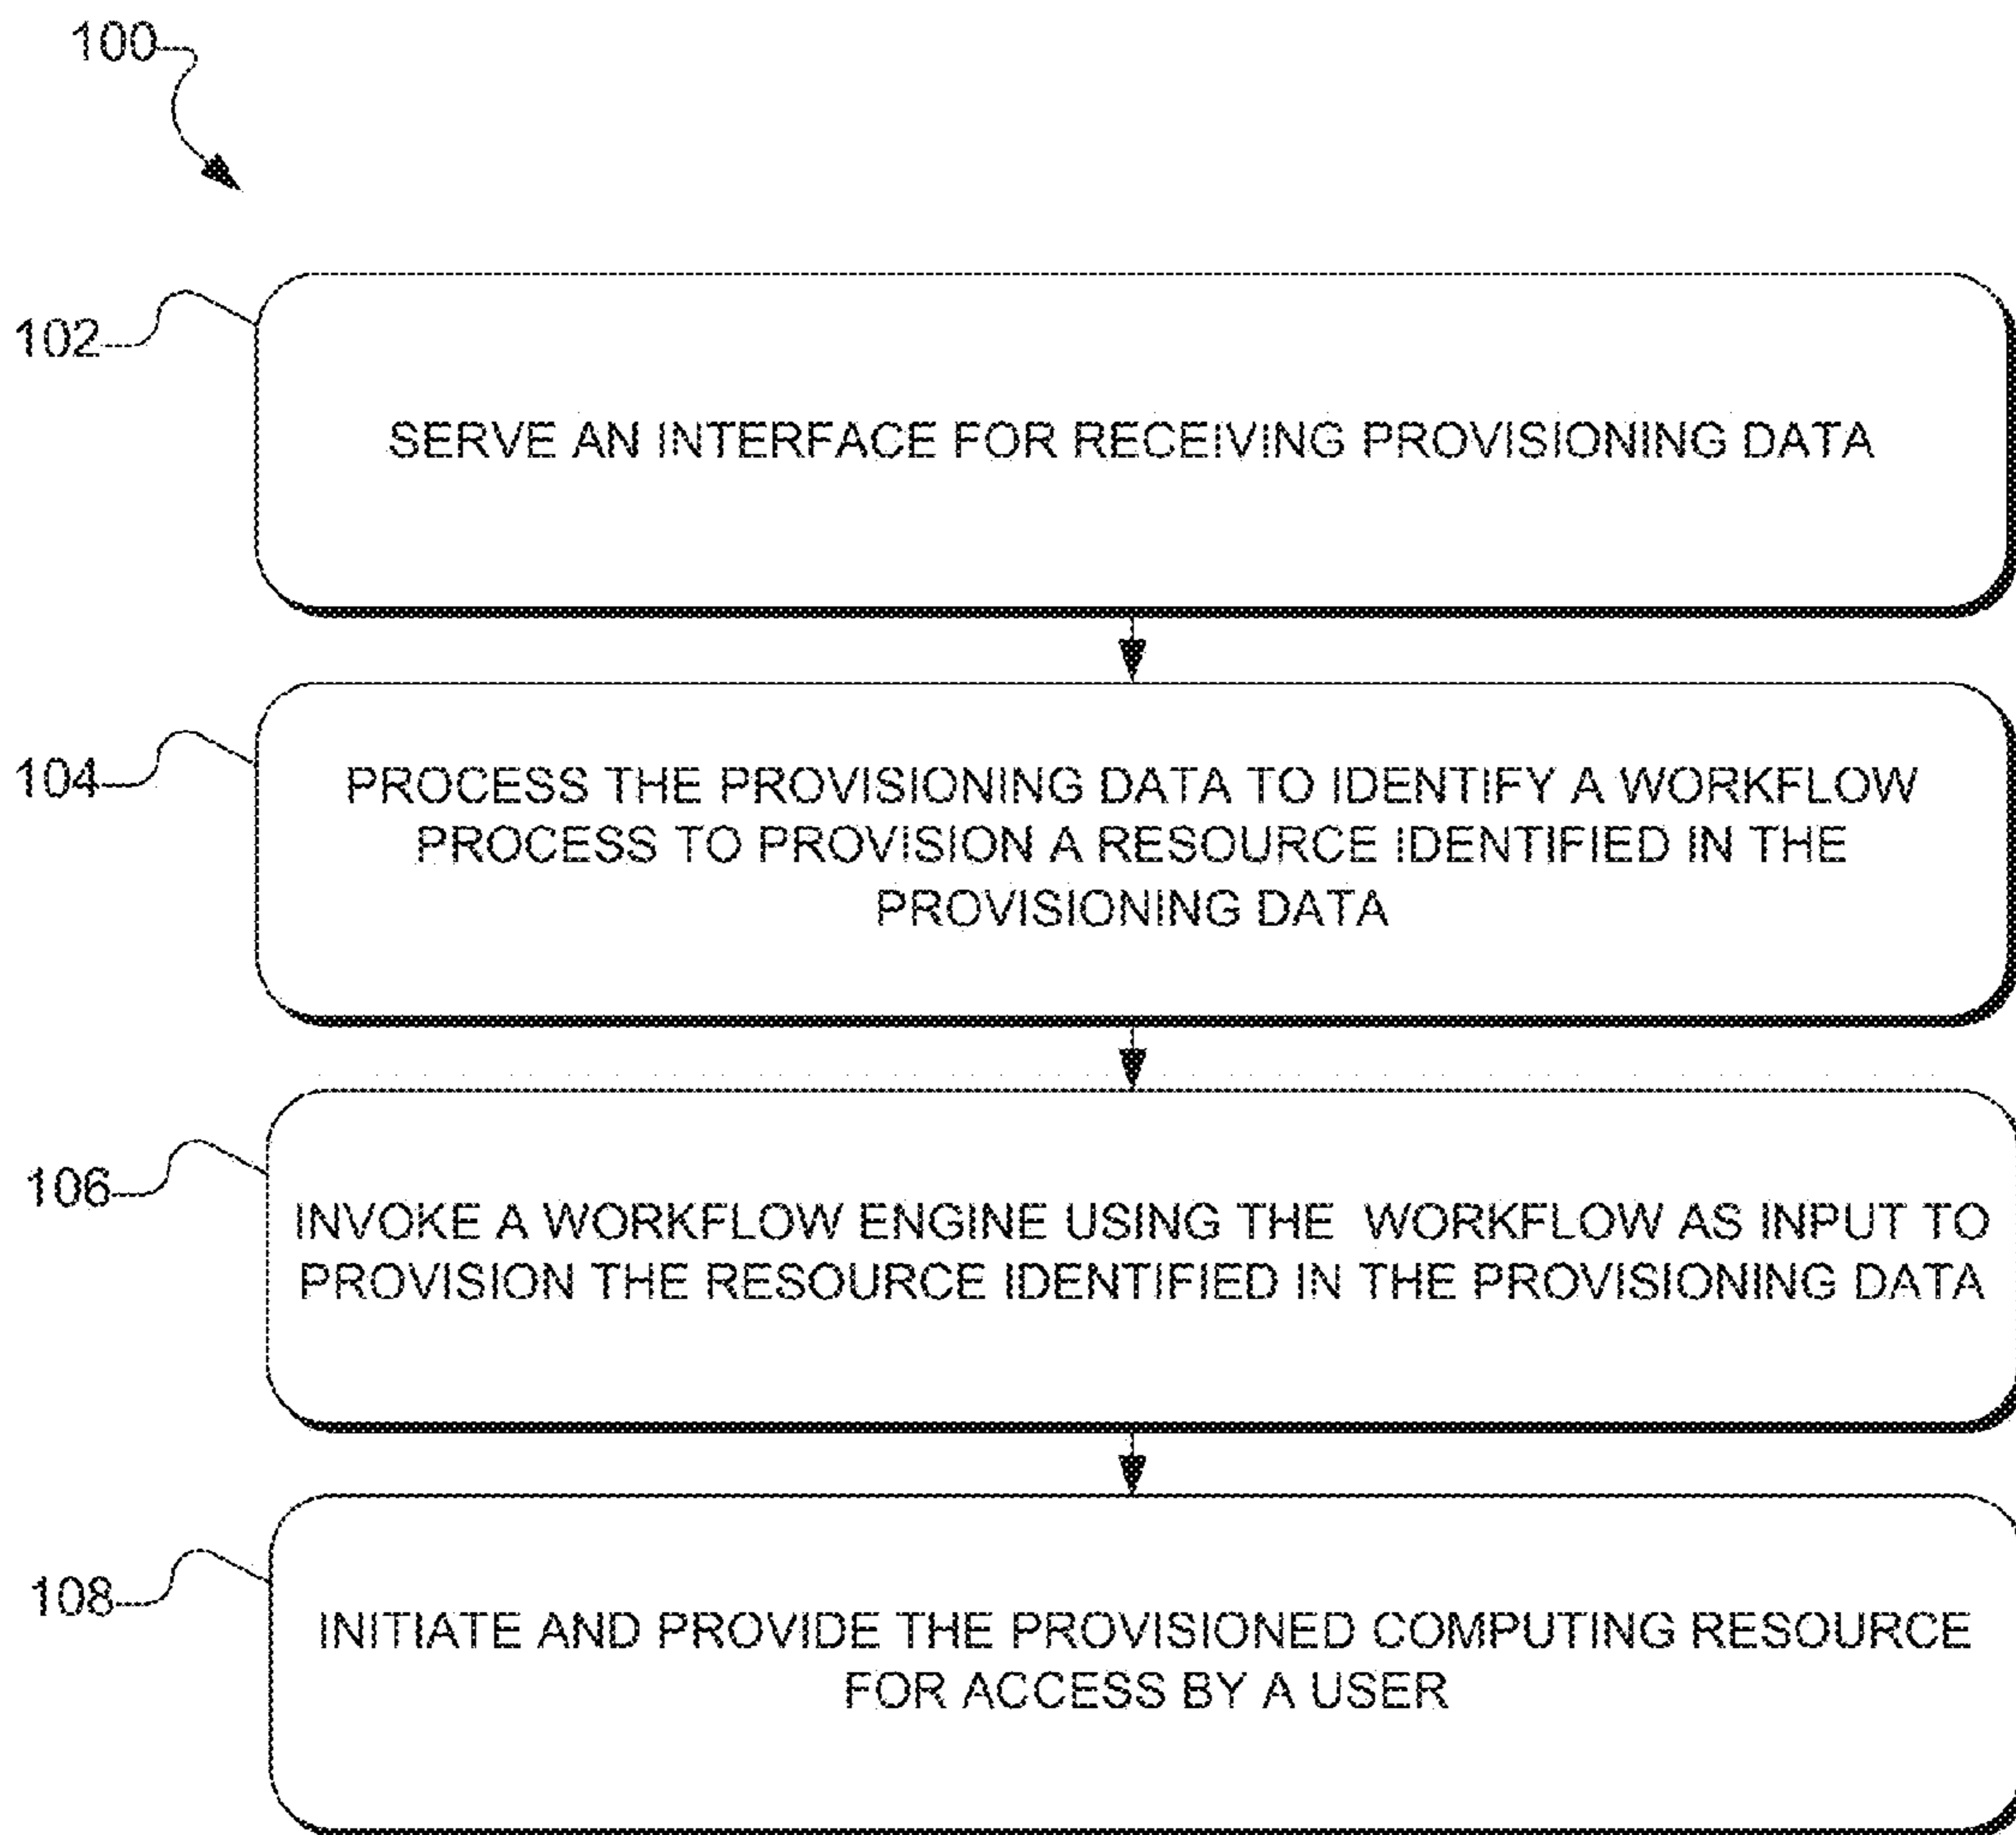 100
102
SERVE AN INTERFACE FOR RECEIVING PROVISIONING DATA
104
PROCESS THE PROVISIONING DATA TO IDENTIFY A WORKFLOW
PROCESS TO PROVISION A RESOURCE IDENTIFIED IN THE
PROVISIONING DATA
106
INVOKE A WORKFLOW ENGINE USING THE WORKFLOW AS INPUT TO
PROVISION THE RESOURCE IDENTIFIED IN THE PROVISIONING DATA
108
INITIATE AND PROVIDE THE PROVISIONED COMPUTING RESOURCE
FOR ACCESS BY A USER